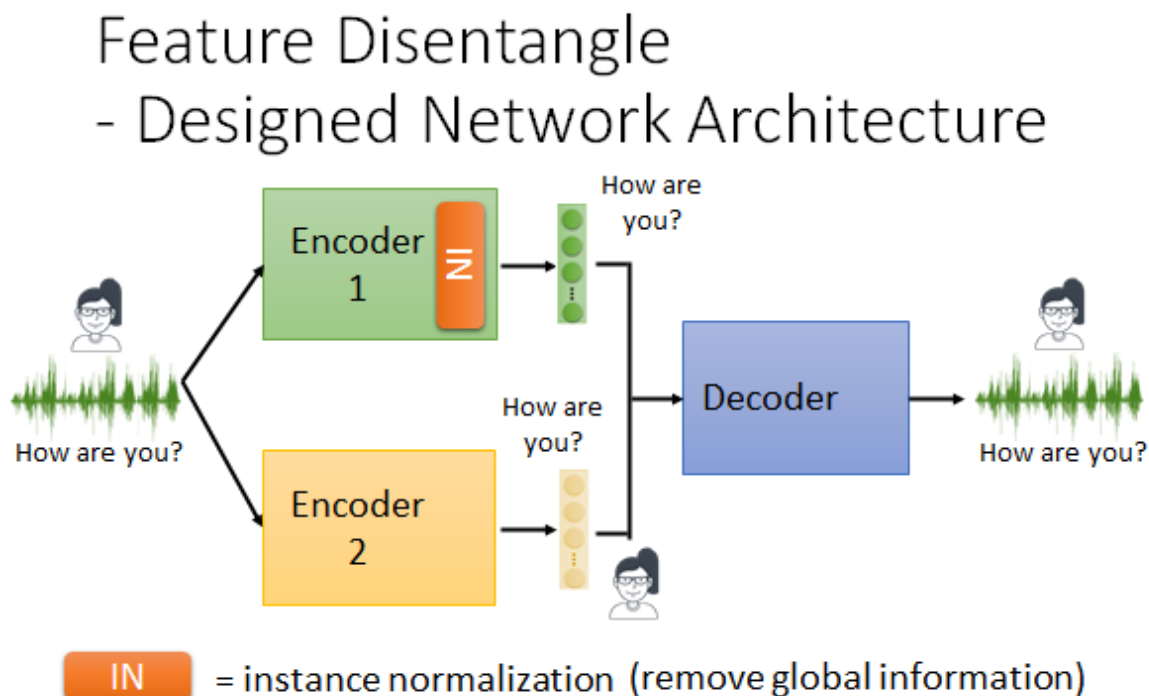 Feature Disentangle
- Designed Network Architecture
How are
you?
Encoder
1
IN
How are you?
How are
you?
Decoder
How are you?
Encoder
2
IN = instance normalization (remove global information)